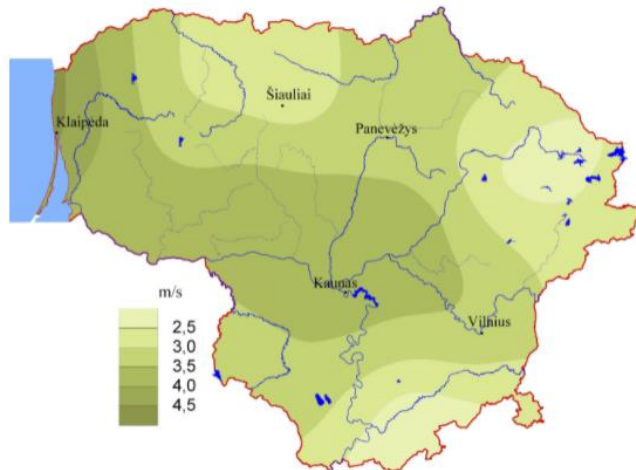 Šiauliai
Klaipėda
Panevėžys
Kaunas
Vilnius
m/s
2,5
3,0
3,5
4,0
4,5